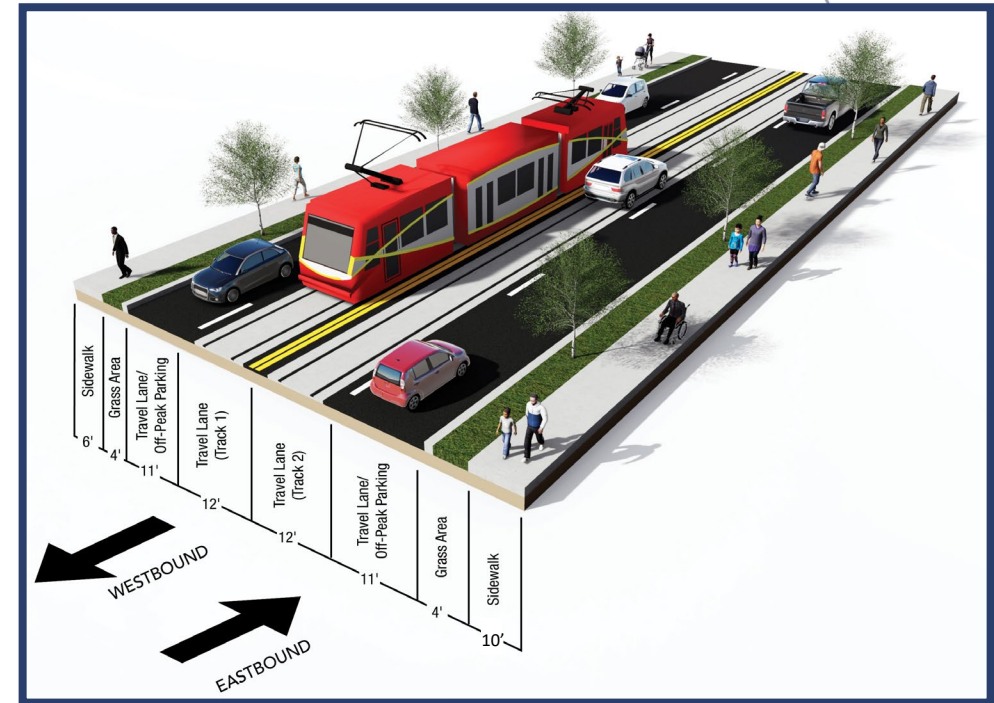 Sidewalk
Grass Area
Travel Lane/
Off-Peak Parking
Travel Lane
(Track 1)
Travel Lane
(Track 2)
Travel Lane/
Off-Peak Parking
Grass Area
Sidewalk
6'
4'
11'
12'
12'
11'
4'
10'
WESTBOUND
EASTBOUND